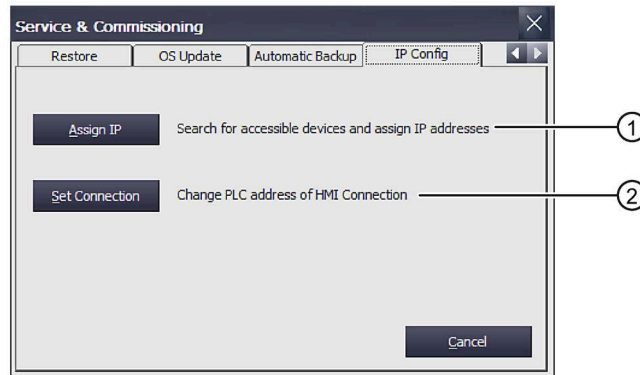 Service & Commissioning
Restore OS Update Automatic Backup IP Config
Assign IP Search for accessible devices and assign IP addresses 1
Set Connection Change PLC address of HMI Connection 2
Cancel